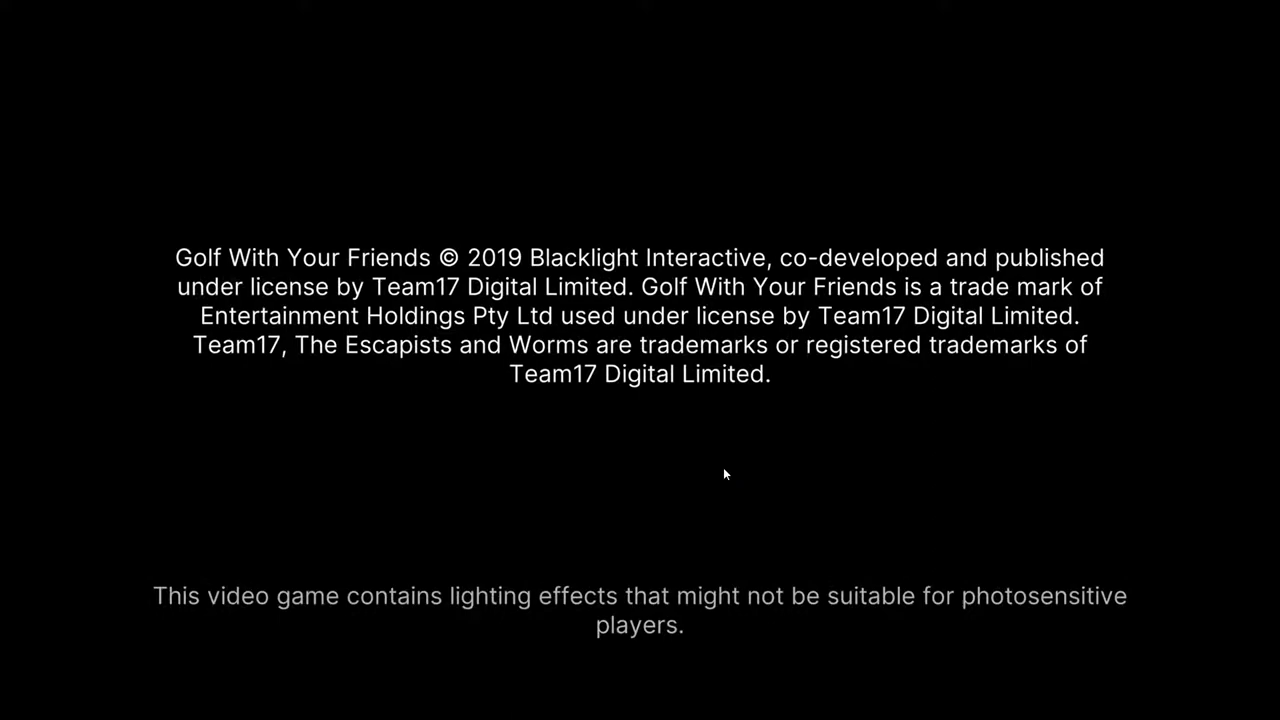 Golf With Your Friends © 2019 Blacklight Interactive, co-developed and published
under license by Team17 Digital Limited. Golf With Your Friends is a trade mark of
Entertainment Holdings Pty Ltd used under license by Team17 Digital Limited.
Team17, The Escapists and Worms are trademarks or registered trademarks of
Team17 Digital Limited.
This video game contains lighting effects that might not be suitable for photosensitive
players.